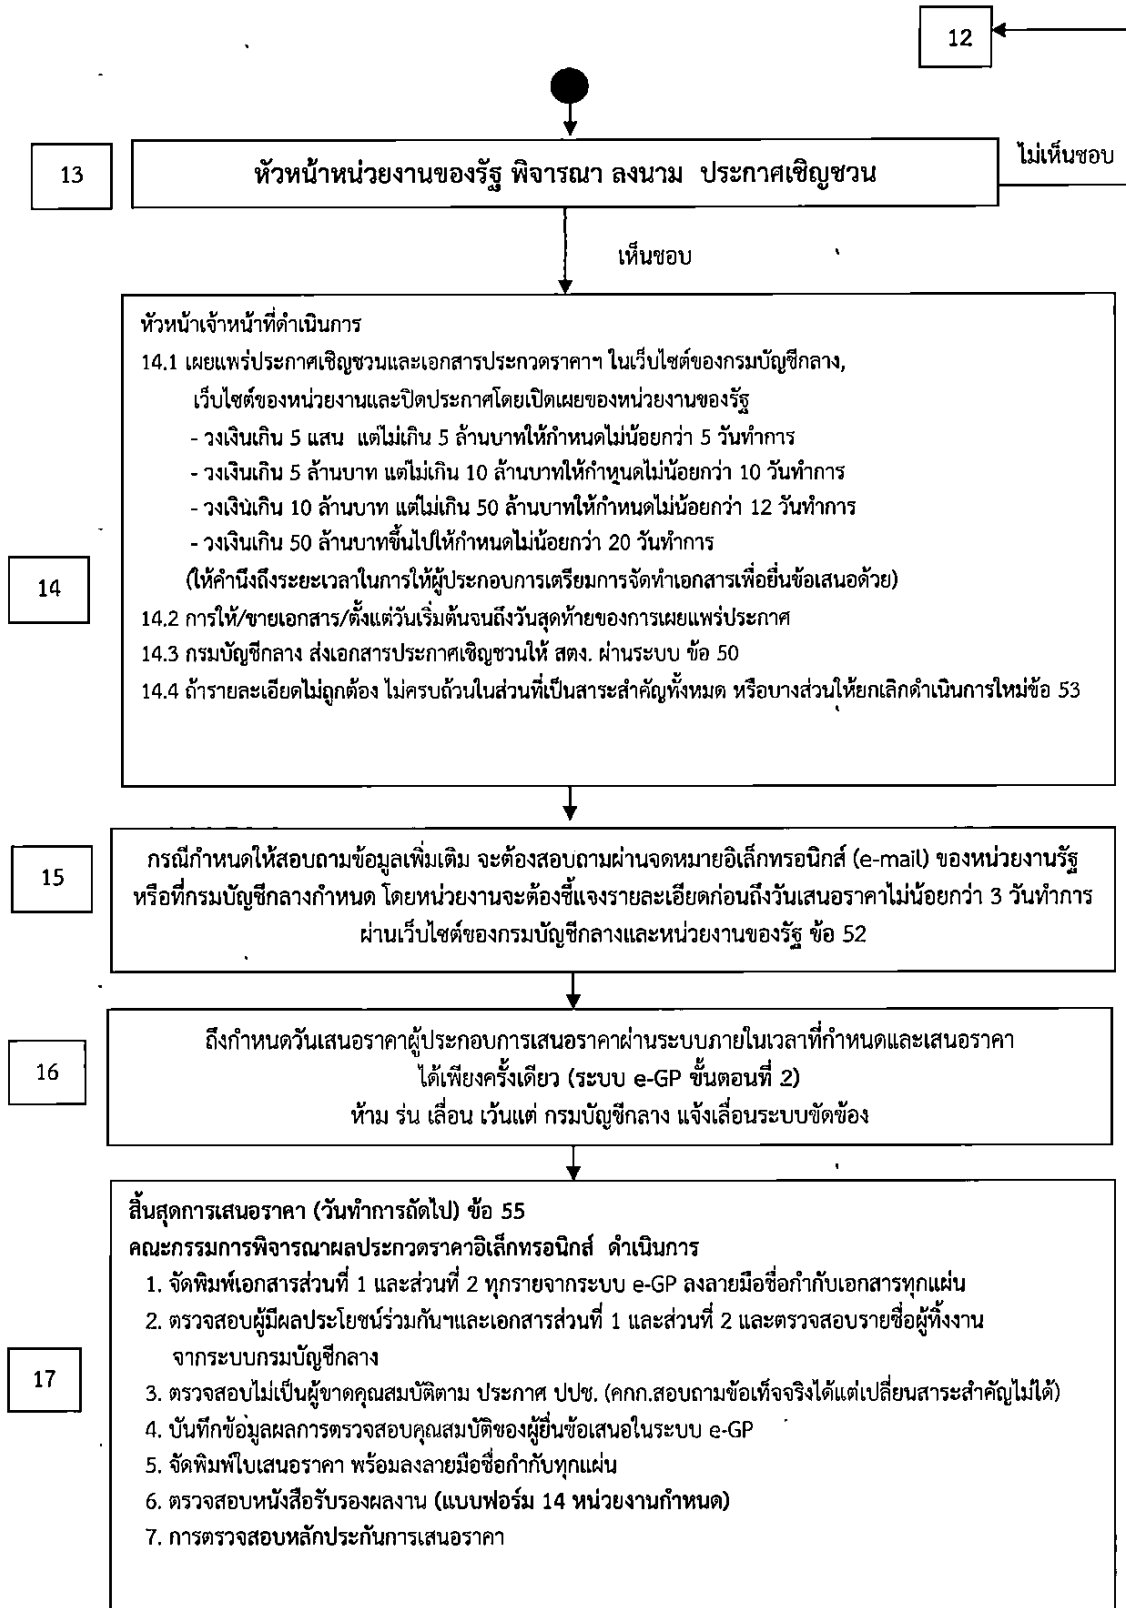 12
13
หัวหน้าหน่วยงานของรัฐ พิจารณา ลงนาม ประกาศเชิญชวน
ไม่เห็นชอบ
เห็นชอบ
หัวหน้าเจ้าหน้าที่ดำเนินการ
14.1 เผยแพร่ประกาศเชิญชวนและเอกสารประกวดราคาฯ ในเว็บไซต์ของกรมบัญชีกลาง,
เว็บไซต์ของหน่วยงานและปิดประกาศโดยเปิดเผยของหน่วยงานของรัฐ
- วงเงินเกิน 5 แสน แต่ไม่เกิน 5 ล้านบาทให้กำหนดไม่น้อยกว่า 5 วันทำการ
- วงเงินเกิน 5 ล้านบาท แต่ไม่เกิน 10 ล้านบาทให้กำหนดไม่น้อยกว่า 10 วันทำการ
- วงเงินเกิน 10 ล้านบาท แต่ไม่เกิน 50 ล้านบาทให้กำหนดไม่น้อยกว่า 12 วันทำการ
- วงเงินเกิน 50 ล้านบาทขึ้นไปให้กำหนดไม่น้อยกว่า 20 วันทำการ
(ให้คำนึงถึงระยะเวลาในการให้ผู้ประกอบการเตรียมการจัดทำเอกสารเพื่อยื่นข้อเสนอด้วย)
14
14.2 การให้/ขายเอกสาร/ตั้งแต่วันเริ่มต้นจนถึงวันสุดท้ายของการเผยแพร่ประกาศ
14.3 กรมบัญชีกลาง ส่งเอกสารประกาศเชิญชวนให้ สตง. ผ่านระบบ ข้อ 50
14.4 ถ้ารายละเอียดไม่ถูกต้อง ไม่ครบถ้วนในส่วนที่เป็นสาระสำคัญทั้งหมด หรือบางส่วนให้ยกเลิกดำเนินการใหม่ข้อ 53
15
กรณีกำหนดให้สอบถามข้อมูลเพิ่มเติม จะต้องสอบถามผ่านจดหมายอิเล็กทรอนิกส์ (e-mail) ของหน่วยงานรัฐ
หรือที่กรมบัญชีกลางกำหนด โดยหน่วยงานจะต้องชี้แจงรายละเอียดก่อนถึงวันเสนอราคาไม่น้อยกว่า 3 วันทำการ
ผ่านเว็บไซต์ของกรมบัญชีกลางและหน่วยงานของรัฐ ข้อ 52
16
ถึงกำหนดวันเสนอราคาผู้ประกอบการเสนอราคาผ่านระบบภายในเวลาที่กำหนดและเสนอราคา
ได้เพียงครั้งเดียว (ระบบ e-GP ขั้นตอนที่ 2)
ห้าม ร่น เลื่อน เว้นแต่ กรมบัญชีกลาง แจ้งเลื่อนระบบขัดข้อง
สิ้นสุดการเสนอราคา (วันทำการถัดไป) ข้อ 55
คณะกรรมการพิจารณาผลประกวดราคาอิเล็กทรอนิกส์ ดำเนินการ
1. จัดพิมพ์เอกสารส่วนที่ 1 และส่วนที่ 2 ทุกรายจากระบบ e-GP ลงลายมือชื่อกำกับเอกสารทุกแผ่น
2. ตรวจสอบผู้มีผลประโยชน์ร่วมกันฯและเอกสารส่วนที่ 1 และส่วนที่ 2 และตรวจสอบรายชื่อผู้ทิ้งงาน
จากระบบกรมบัญชีกลาง
17
3. ตรวจสอบไม่เป็นผู้ขาดคุณสมบัติตาม ประกาศ ปปช. (คกก.สอบถามข้อเท็จจริงได้แต่เปลี่ยนสาระสำคัญไม่ได้)
4. บันทึกข้อมูลผลการตรวจสอบคุณสมบัติของผู้ยื่นข้อเสนอในระบบ e-GP
5. จัดพิมพ์ใบเสนอราคา พร้อมลงลายมือชื่อกำกับทุกแผ่น
6. ตรวจสอบหนังสือรับรองผลงาน (แบบฟอร์ม 14 หน่วยงานกำหนด)
7. การตรวจสอบหลักประกันการเสนอราคา